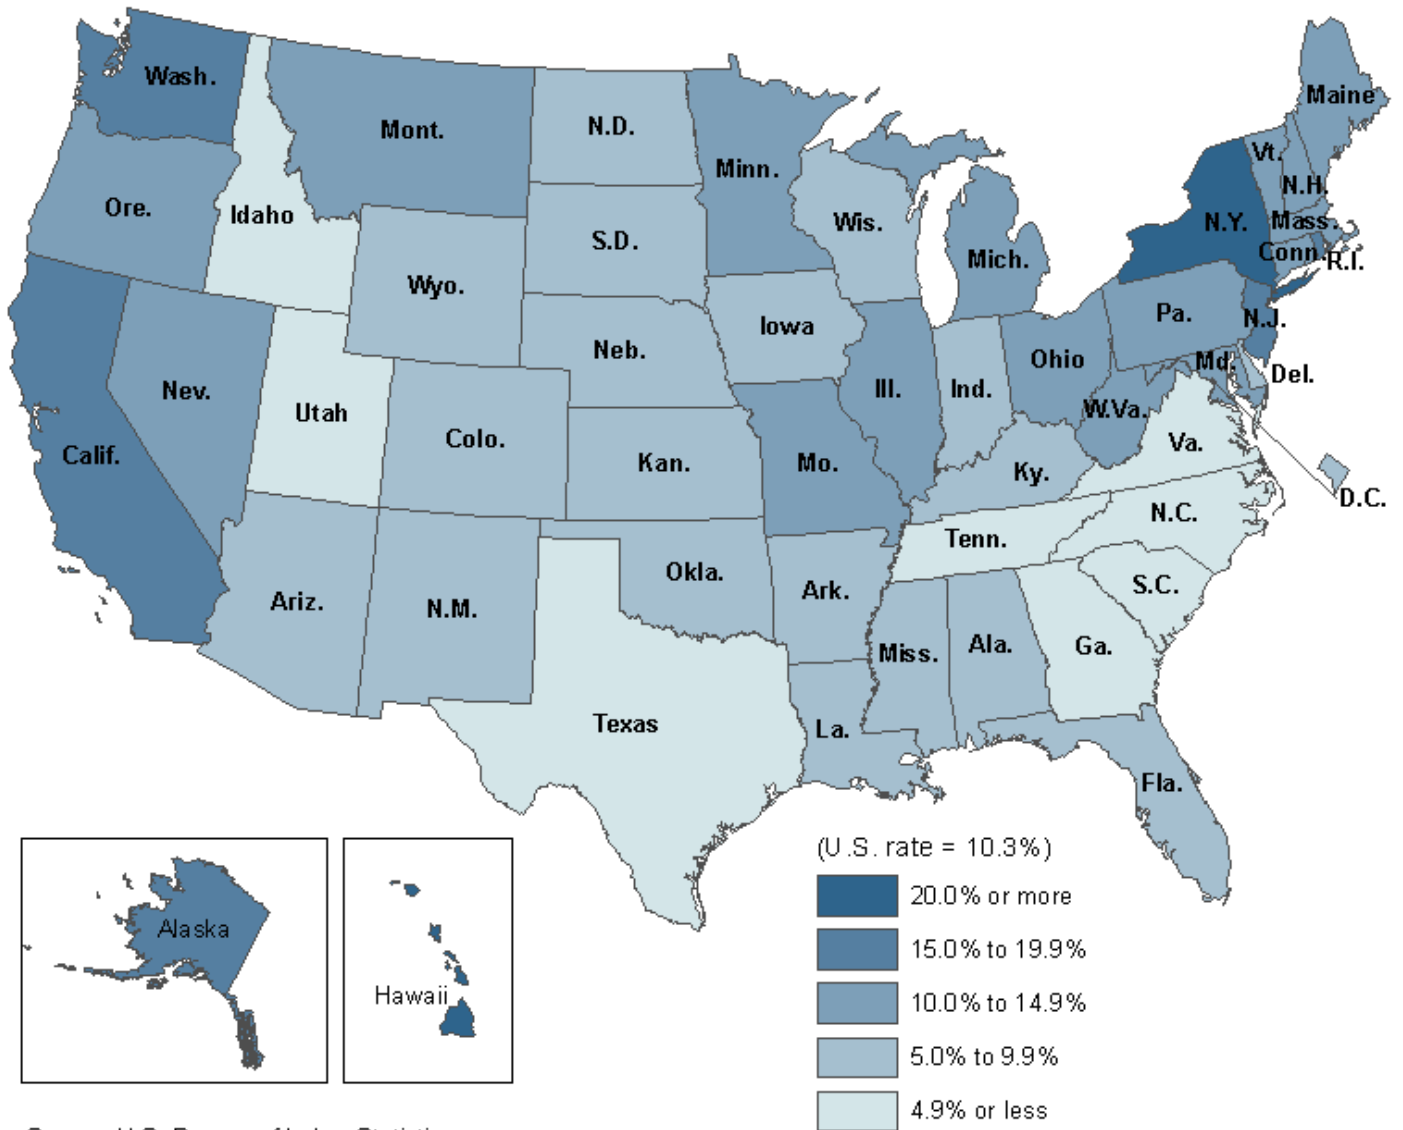 Wash.
Mont.
N.D.
Minn.
Maine
Vt.
N.H.
Ore.
Idaho
S.D.
Wis.
N.Y.
Mass.
Mich.
Conn.
R.I.
Wyo.
Iowa
Pa.
N.J.
Neb.
Ohio
Md.
Del.
Nev.
Utah
Ill.
Ind.
W.Va.
Colo.
Va.
Calif.
Kan.
Mo.
Ky.
D.C.
N.C.
Tenn.
Okla.
Ark.
S.C.
Ariz.
N.M.
Miss.
Ala.
Ga.
Texas
La.
Fla.
(U.S. rate = 10.3%)
20.0% or more
Alaska
15.0% to 19.9%
Hawaii
10.0% to 14.9%
5.0% to 9.9%
4.9% or less